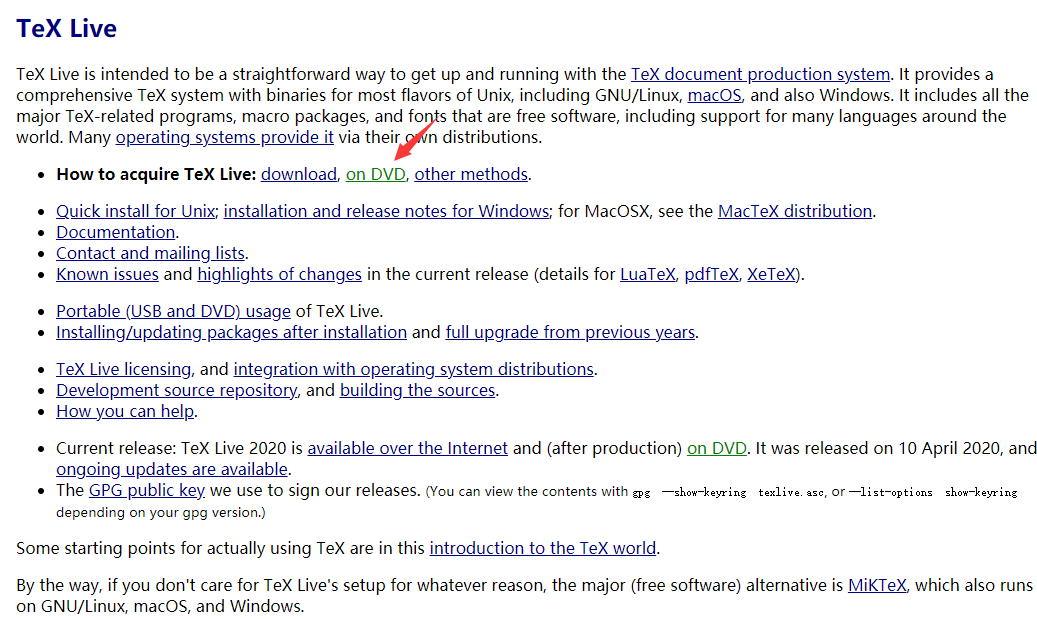 TeX Live
TeX Live is intended to be a straightforward way to get up and running with the TeX document production system. It provides a
comprehensive TeX system with binaries for most flavors of Unix, including GNU/Linux, macOS, and also Windows. It includes all the
major TeX-related programs, macro packages, and fonts that are free software, including support for many languages around the
world. Many operating systems provide it via their own distributions.
• How to acquire TeX Live: download, on DVD, other methods.
• Quick install for Unix; installation and release notes for Windows; for MacOSX, see the MacTeX distribution.
• Documentation.
• Contact and mailing lists.
• Known issues and highlights of changes in the current release (details for LuaTeX, pdfTeX, XeTeX).
• Portable (USB and DVD) usage of TeX Live.
• Installing/updating packages after installation and full upgrade from previous years.
• TeX Live licensing, and integration with operating system distributions.
• Development source repository, and building the sources.
• How you can help.
• Current release: TeX Live 2020 is available over the Internet and (after production) on DVD. It was released on 10 April 2020, and
ongoing updates are available.
• The GPG public key we use to sign our releases. (You can view the contents with gpg --show-keyring texlive.asc, or --list-options show-keyring
depending on your gpg version.)
Some starting points for actually using TeX are in this introduction to the TeX world.
By the way, if you don't care for TeX Live's setup for whatever reason, the major (free software) alternative is MiKTeX, which also runs
on GNU/Linux, macOS, and Windows.